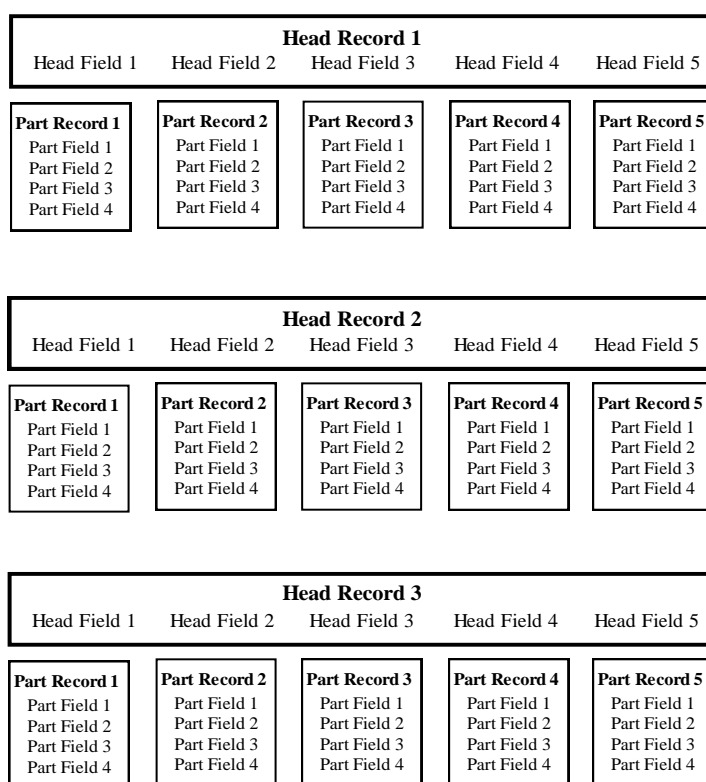 Head Record 1
Head Field 1 Head Field 2 Head Field 3 Head Field 4 Head Field 5
Part Record 1 Part Record 2 Part Record 3 Part Record 4 Part Record 5
Part Field 1 Part Field 1 Part Field 1 Part Field 1 Part Field 1
Part Field 2 Part Field 2 Part Field 2 Part Field 2 Part Field 2
Part Field 3 Part Field 3 Part Field 3 Part Field 3 Part Field 3
Part Field 4 Part Field 4 Part Field 4 Part Field 4 Part Field 4
Head Record 2
Head Field 1 Head Field 2 Head Field 3 Head Field 4 Head Field 5
Part Record 1 Part Record 2 Part Record 3 Part Record 4 Part Record 5
Part Field 1 Part Field 1 Part Field 1 Part Field 1 Part Field 1
Part Field 2 Part Field 2 Part Field 2 Part Field 2 Part Field 2
Part Field 3 Part Field 3 Part Field 3 Part Field 3 Part Field 3
Part Field 4 Part Field 4 Part Field 4 Part Field 4 Part Field 4
Head Record 3
Head Field 1 Head Field 2 Head Field 3 Head Field 4 Head Field 5
Part Record 1 Part Record 2 Part Record 3 Part Record 4 Part Record 5
Part Field 1 Part Field 1 Part Field 1 Part Field 1 Part Field 1
Part Field 2 Part Field 2 Part Field 2 Part Field 2 Part Field 2
Part Field 3 Part Field 3 Part Field 3 Part Field 3 Part Field 3
Part Field 4 Part Field 4 Part Field 4 Part Field 4 Part Field 4